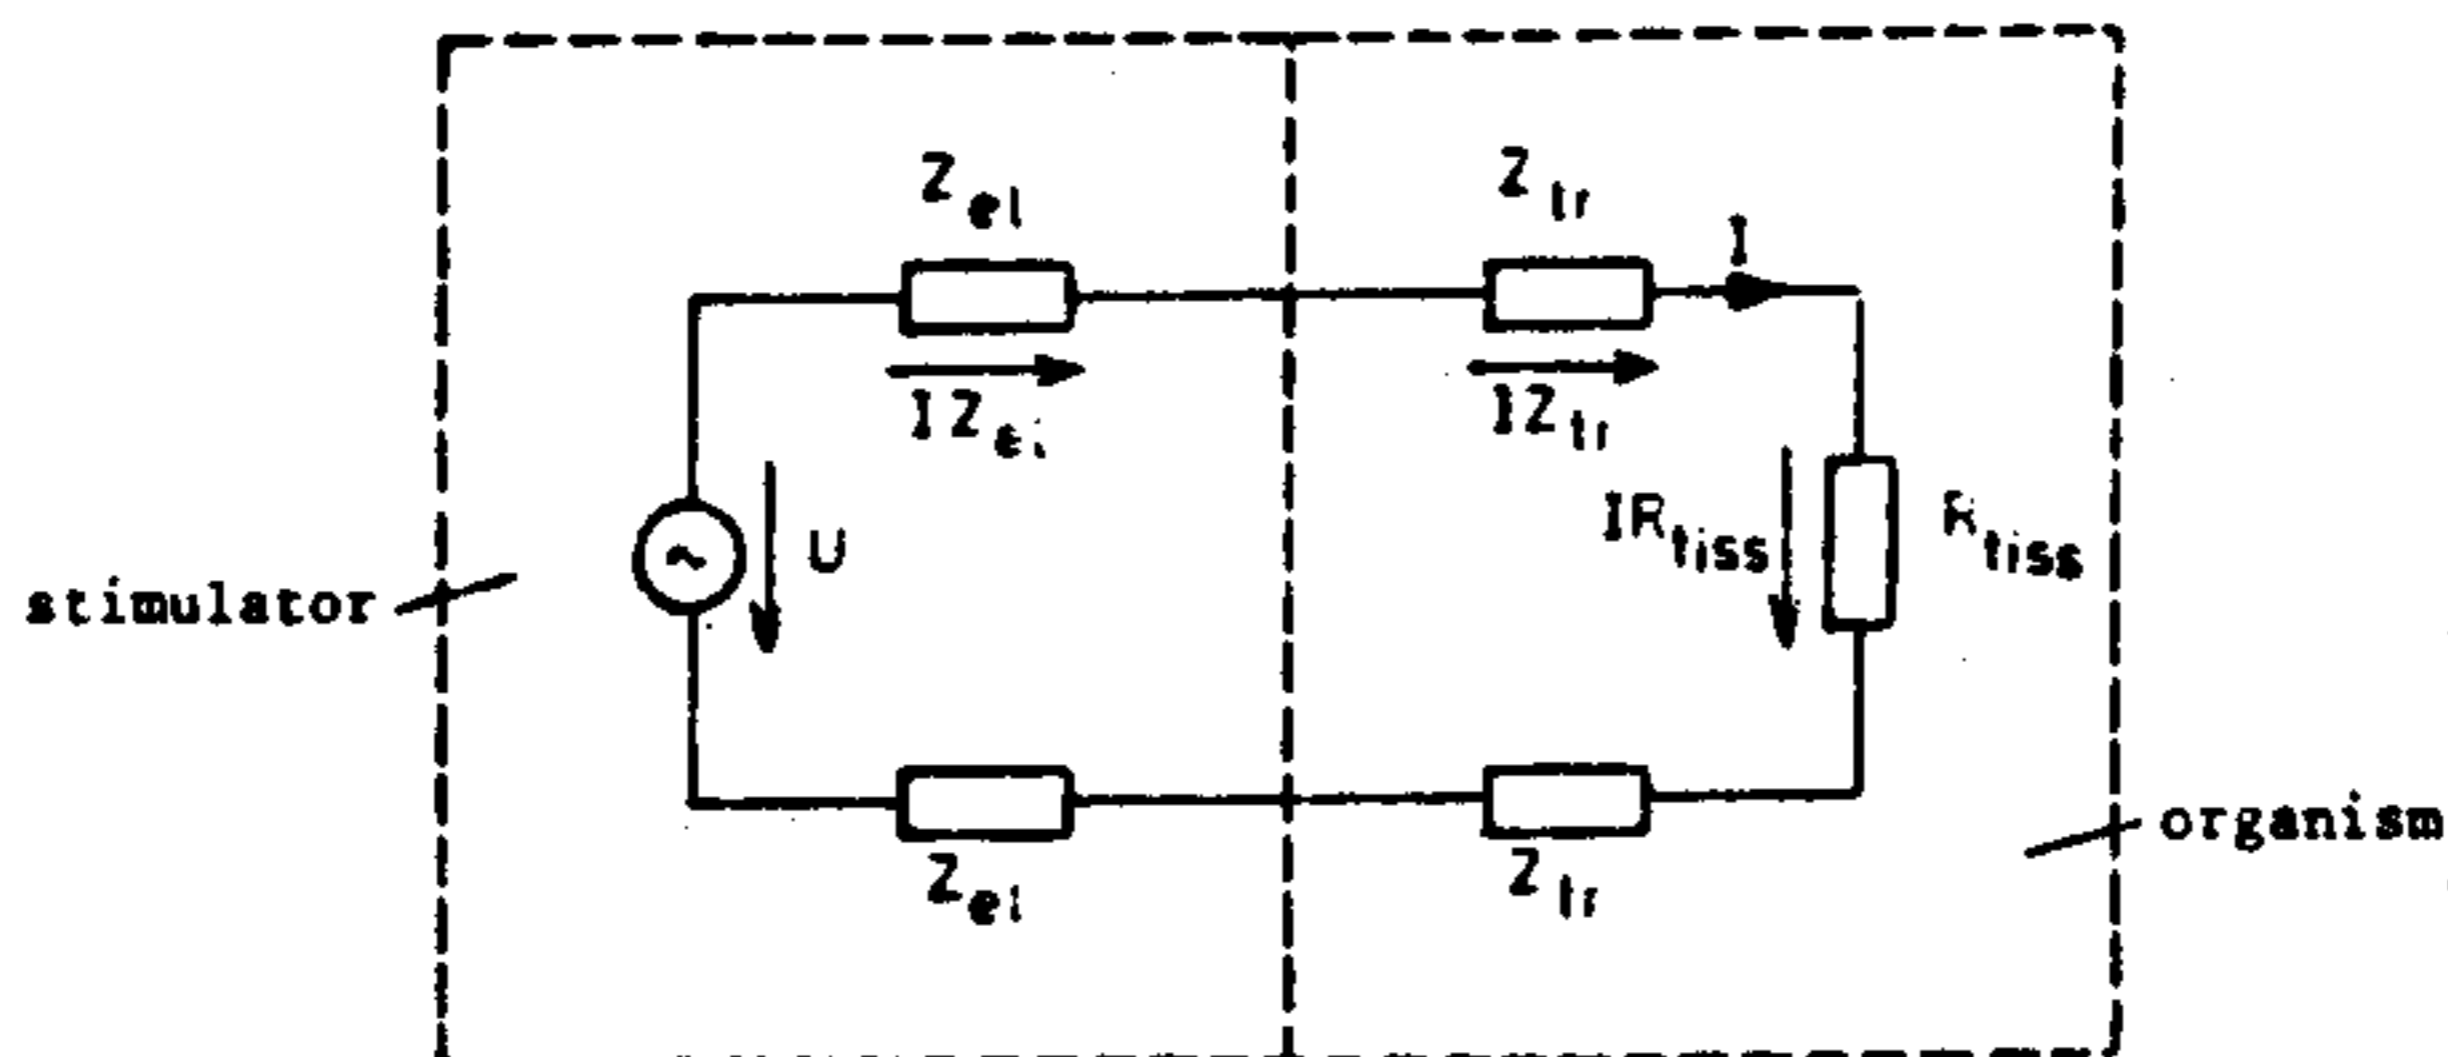 Z el
Z tr
I
IZ el
IZ tr
U
IR tiss
R tiss
stimulator
organism
Z el
Z tr